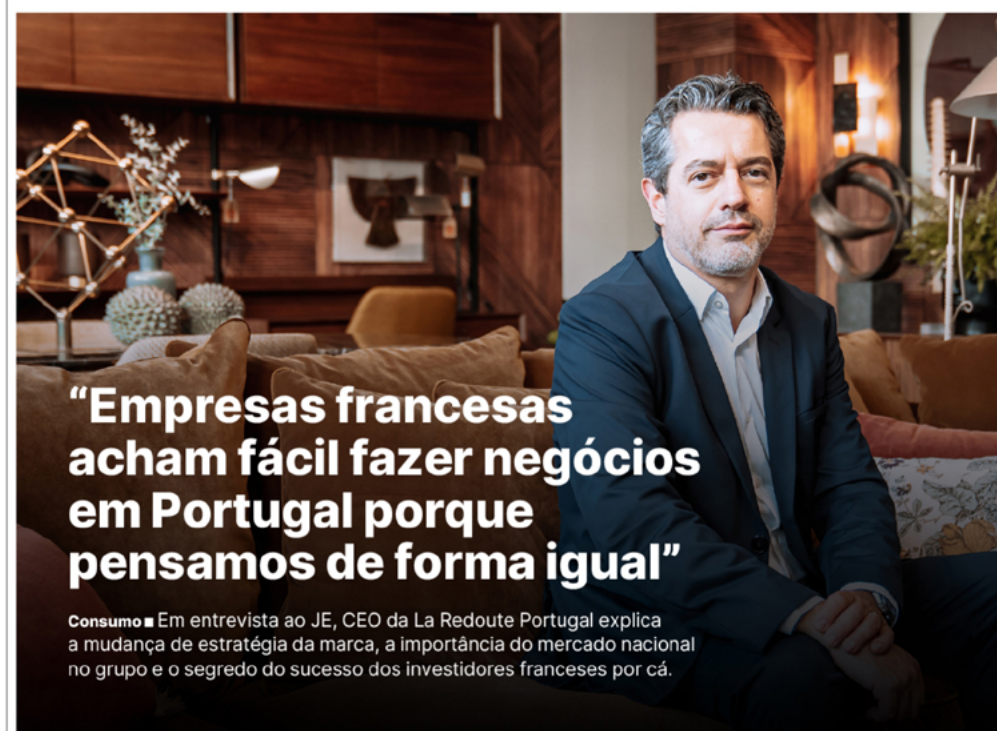 “Empresas francesas
acham fácil fazer negócios
em Portugal porque
pensamos de forma igual”
Consumo ■ Em entrevista ao JE, CEO da La Redoute Portugal explica
a mudança de estratégia da marca, a importância do mercado nacional
no grupo e o segredo do sucesso dos investidores franceses por cá.